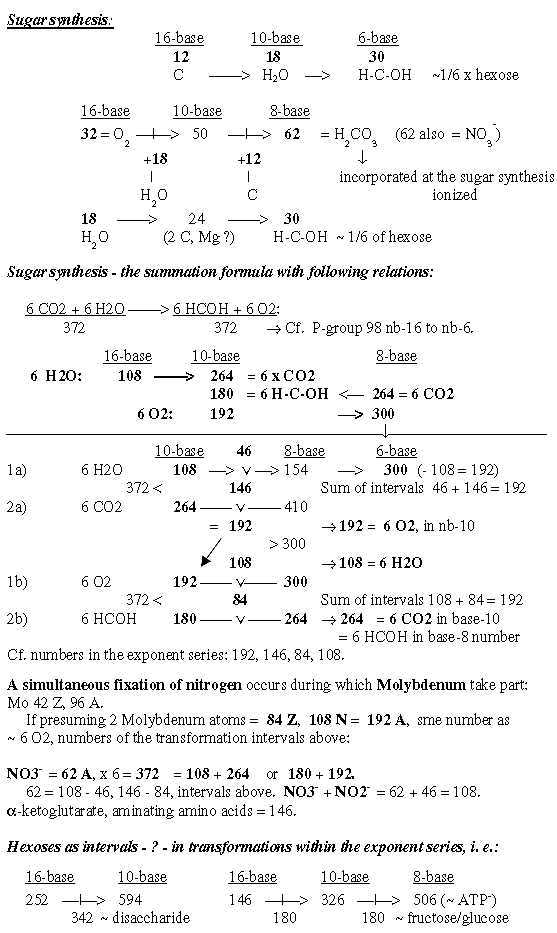 Sugar synthesis:
16-base 10-base 6-base
12 18 30
C ——> H2O —> H-C-OH ~1/6 x hexose
16-base 10-base 8-base
32 = O2 —|—> 50 —|—> 62 = H2CO3 (62 also = NO3-)
+18 +12 ↓
| | incorporated at the sugar synthesis
H2O C ionized
18 ——> 24 ——> 30
H2O (2 C, Mg ?) H-C-OH ~ 1/6 of hexose
Sugar synthesis - the summation formula with following relations:
6 CO2 + 6 H2O ——> 6 HCOH + 6 O2:
372 372 → Cf. P-group 98 nb-16 to nb-6.
16-base 10-base 8-base
6 H2O: 108 ——> 264 = 6 x CO2
180 = 6 H-C-OH <— 264 = 6 CO2
6 O2: 192 —> 300
↓
10-base 46 8-base 6-base
1a) 6 H2O 108 —> v —> 154 —> 300 (- 108 = 192)
372 < 146 Sum of intervals 46 + 146 = 192
2a) 6 CO2 264 —— v —— 410
= 192 → 192 = 6 O2, in nb-10
> 300
108 → 108 = 6 H2O
1b) 6 O2 192 —— v —— 300
372 < 84 Sum of intervals 108 + 84 = 192
2b) 6 HCOH 180 —— v —— 264 → 264 = 6 CO2 in base-10
= 6 HCOH in base-8 number
Cf. numbers in the exponent series: 192, 146, 84, 108.
A simultaneous fixation of nitrogen occurs during which Molybdenum take part:
Mo 42 Z, 96 A.
If presuming 2 Molybdenum atoms = 84 Z, 108 N = 192 A, sme number as
~ 6 O2, numbers of the transformation intervals above:
NO3- = 62 A, x 6 = 372 = 108 + 264 or 180 + 192.
62 = 108 - 46, 146 - 84, intervals above. NO3- + NO2- = 62 + 46 = 108.
α-ketoglutarate, aminating amino acids = 146.
Hexoses as intervals - ? - in transformations within the exponent series, i. e.:
16-base 10-base 16-base 10-base 8-base
252 —|—> 594 146 —|—> 326 —|—> 506 (~ ATP-)
342 ~ disaccharide 180 180 ~ fructose/glucose